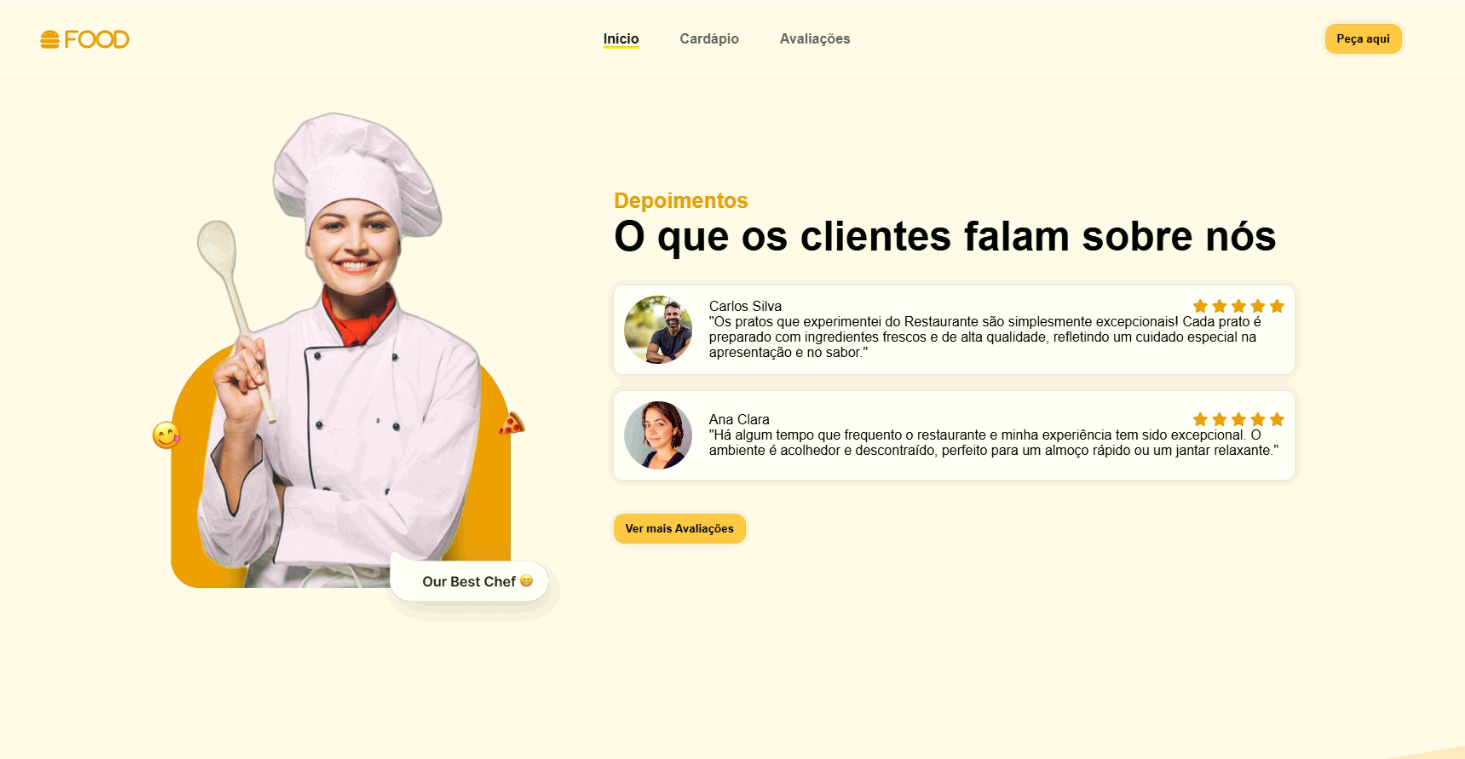 FOOD
Início
Cardápio
Avaliações
Peça aqui
Depoimentos
O que os clientes falam sobre nós
Carlos Silva
"Os pratos que experimentei do Restaurante são simplesmente excepcionais! Cada prato é
preparado com ingredientes frescos e de alta qualidade, refletindo um cuidado especial na
apresentação e no sabor."
Ana Clara
"Há algum tempo que frequento o restaurante e minha experiência tem sido excepcional. O
ambiente é acolhedor e descontraído, perfeito para um almoço rápido ou um jantar relaxante."
Ver mais Avaliações
Our Best Chef 😁